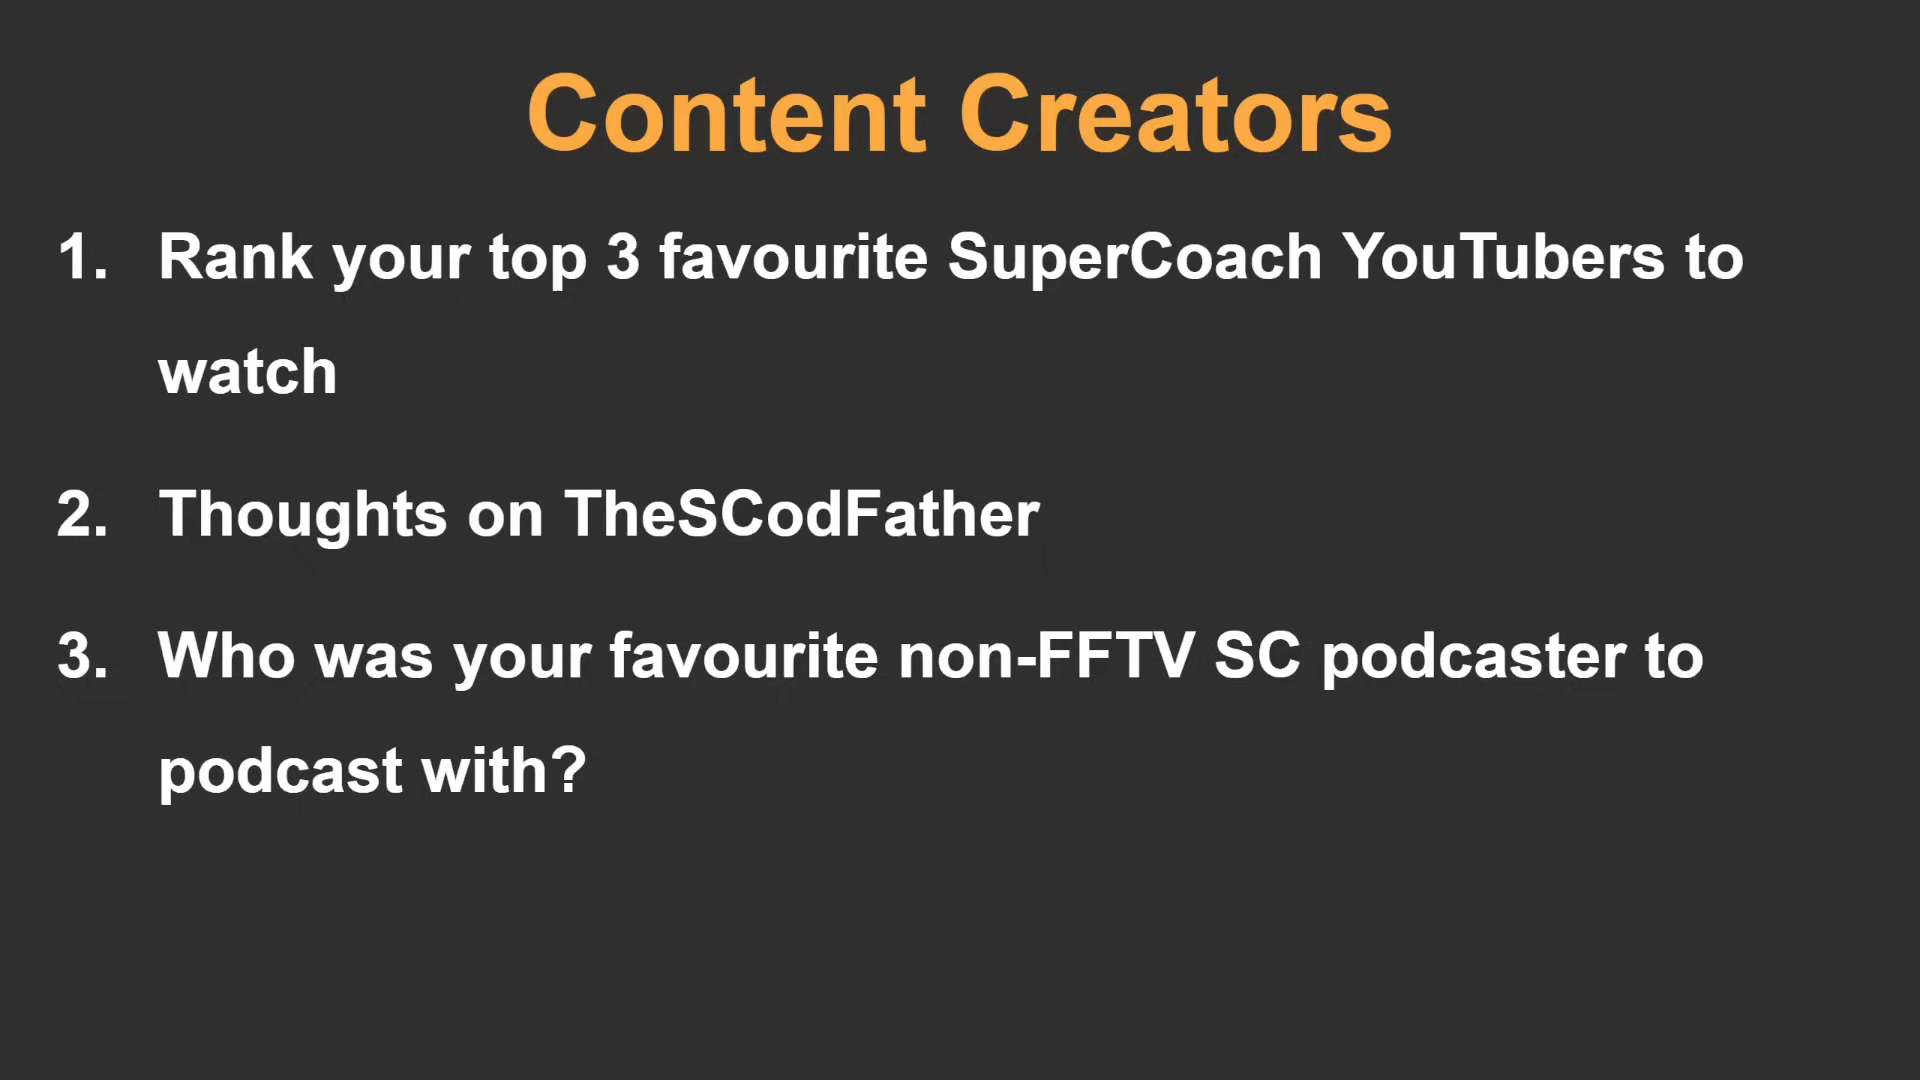 Content Creators
1. Rank your top 3 favourite SuperCoach YouTubers to
watch
2. Thoughts on TheSCodFather
3. Who was your favourite non-FFTV SC podcaster to
podcast with?